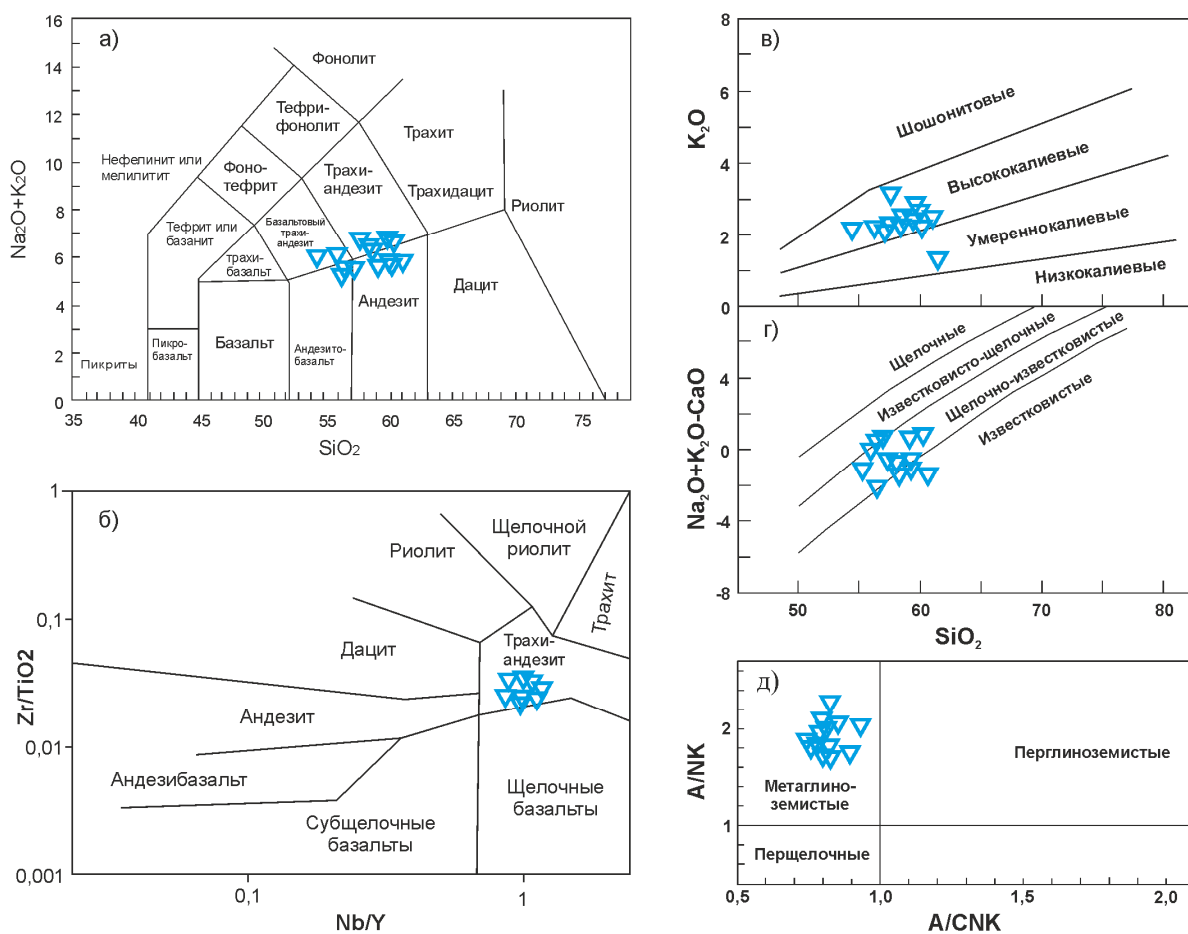 а)
16
14
12
10
8
6
4
2
0
Na₂O+K₂O
35
40
45
50
55
60
65
70
75
SiO₂
Фонолит
Тефри-
фонолит
Трахит
Нефелинит или
мелилитит
Фоно-
тефрит
Трахи-
андезит
Трахидацит
Риолит
Тефрит или
базанит
Базальтовый
трахи-
андезит
трахи-
базальт
Дацит
Андезит
Пикриты
Пикро-
базальт
Базальт
Андезито-
базальт
б)
1
0,1
0,01
0,001
Zr/TiO2
0,1
1
Nb/Y
Щелочной
риолит
Риолит
Трахит
Трахи-
андезит
Дацит
Андезит
Андезибазальт
Субщелочные
базальты
Щелочные
базальты
в)
8
6
4
2
0
K₂O
Шошонитовые
Высококалиевые
Умереннокалиевые
Низкокалиевые
г)
4
0
-4
-8
Na₂O+K₂O-CaO
50
60
70
80
SiO₂
Щелочные
Известковисто-щелочные
Щелочно-известковистые
Известковистые
д)
2
1
A/NK
0,5
1,0
1,5
2,0
A/CNK
Перглиноземистые
Метаглино-
земистые
Перщелочные